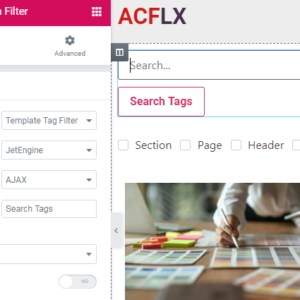 Filter
ACFLX
Advanced
Search...
Template Tag Filter
Search Tags
JetEngine
Section Page Header
AJAX
Search Tags
NO